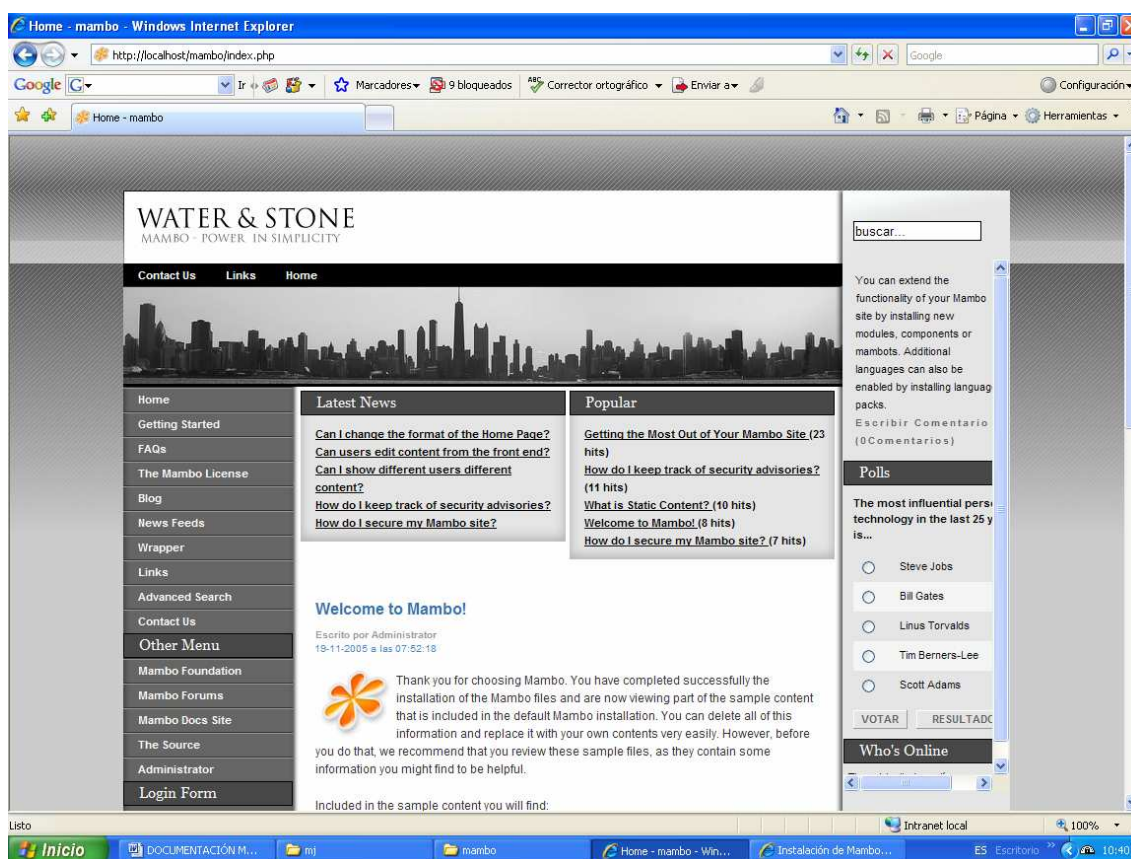 Home - mambo - Windows Internet Explorer
http://localhost/mambo/index.php
Google
Google
G
Ir
Marcadores
9 bloqueados
ABC
Corrector ortográfico
Enviar a
Configuración
Home - mambo
Página
Herramientas
WATER & STONE
MAMBO - POWER IN SIMPLICITY
Contact Us
Links
Home
Home
Getting Started
FAQs
The Mambo License
Blog
News Feeds
Wrapper
Links
Advanced Search
Contact Us
Other Menu
Mambo Foundation
Mambo Forums
Mambo Docs Site
The Source
Administrator
Login Form
Latest News
Can I change the format of the Home Page?
Can users edit content from the front end?
Can I show different users different
content?
How do I keep track of security advisories?
How do I secure my Mambo site?
Popular
Getting the Most Out of Your Mambo Site (23
hits)
How do I keep track of security advisories?
(11 hits)
What is Static Content? (10 hits)
Welcome to Mambo! (8 hits)
How do I secure my Mambo site? (7 hits)
Welcome to Mambo!
Escrito por Administrator
19-11-2005 a las 07:52:18
Thank you for choosing Mambo. You have completed successfully the
installation of the Mambo files and are now viewing part of the sample content
that is included in the default Mambo installation. You can delete all of this
information and replace it with your own contents very easily. However, before
you do that, we recommend that you review these sample files, as they contain some
information you might find to be helpful.
Included in the sample content you will find:
buscar...
You can extend the
functionality of your Mambo
site by installing new
modules, components or
mambots. Additional
languages can also be
enabled by installing languag
packs.
Escribir Comentario
(0Comentarios)
Polls
The most influential pers
technology in the last 25 y
is...
Steve Jobs
Bill Gates
Linus Torvalds
Tim Berners-Lee
Scott Adams
VOTAR
RESULTADO
Who's Online
Listo
Intranet local
100%
Inicio
DOCUMENTACIÓN M...
mj
mambo
Home - mambo - Win...
Instalación de Mambo...
ES
Escritorio
10:40